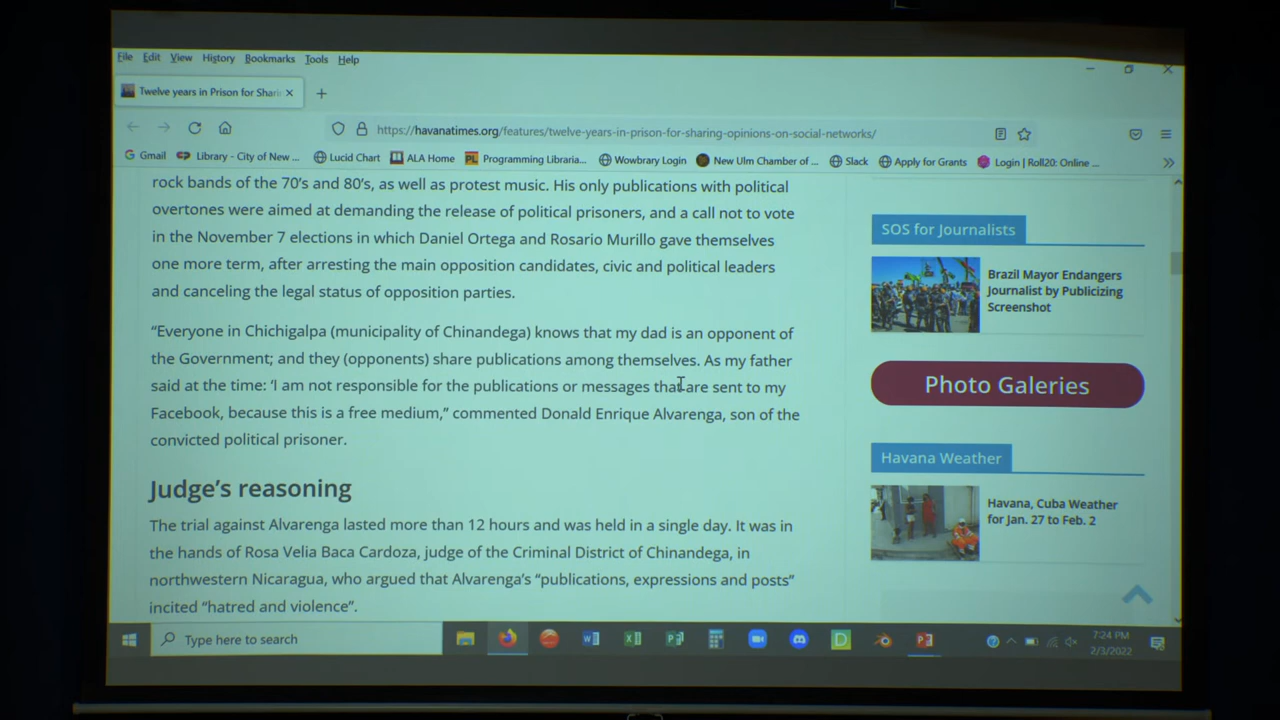 File Edit View History Bookmarks Tools Help
Twelve years in Prison for Shari
https://havanatimes.org/features/twelve-years-in-prison-for-sharing-opinions-on-social-networks/
Gmail Library - City of New ... Lucid Chart ALA Home Programming Libraria... Wowbrary Login New Ulm Chamber of ... Slack Apply for Grants Login | Roll20: Online ...
rock bands of the 70's and 80's, as well as protest music. His only publications with political
overtones were aimed at demanding the release of political prisoners, and a call not to vote
in the November 7 elections in which Daniel Ortega and Rosario Murillo gave themselves
one more term, after arresting the main opposition candidates, civic and political leaders
and canceling the legal status of opposition parties.
“Everyone in Chichigalpa (municipality of Chinandega) knows that my dad is an opponent of
the Government; and they (opponents) share publications among themselves. As my father
said at the time: ‘I am not responsible for the publications or messages that are sent to my
Facebook, because this is a free medium,” commented Donald Enrique Alvarenga, son of the
convicted political prisoner.
Judge’s reasoning
The trial against Alvarenga lasted more than 12 hours and was held in a single day. It was in
the hands of Rosa Velia Baca Cardoza, judge of the Criminal District of Chinandega, in
northwestern Nicaragua, who argued that Alvarenga’s “publications, expressions and posts”
incited “hatred and violence”.
SOS for Journalists
Brazil Mayor Endangers
Journalist by Publicizing
Screenshot
Photo Galeries
Havana Weather
Havana, Cuba Weather
for Jan. 27 to Feb. 2
Type here to search
7:24 PM
2/3/2022